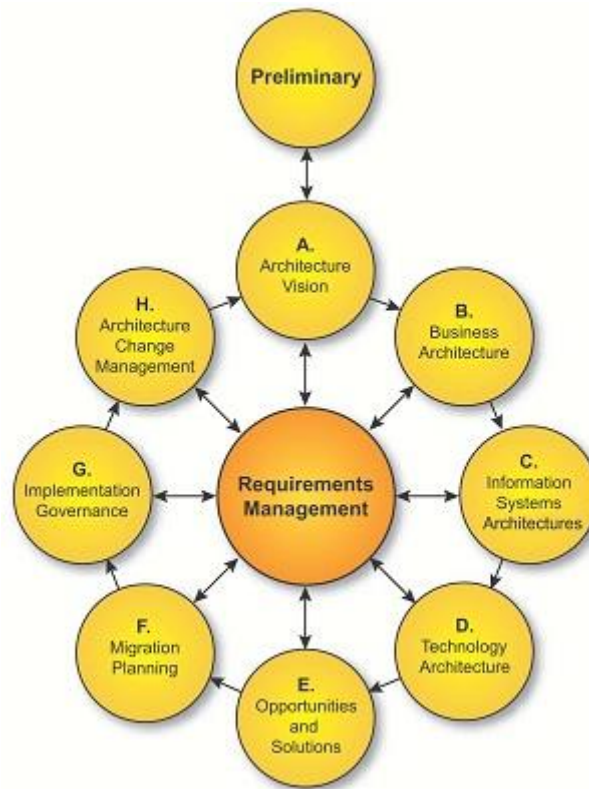 Preliminary
A.
Architecture
Vision
B.
Business
Architecture
C.
Information
Systems
Architectures
D.
Technology
Architecture
E.
Opportunities
and
Solutions
F.
Migration
Planning
G.
Implementation
Governance
H.
Architecture
Change
Management
Requirements
Management